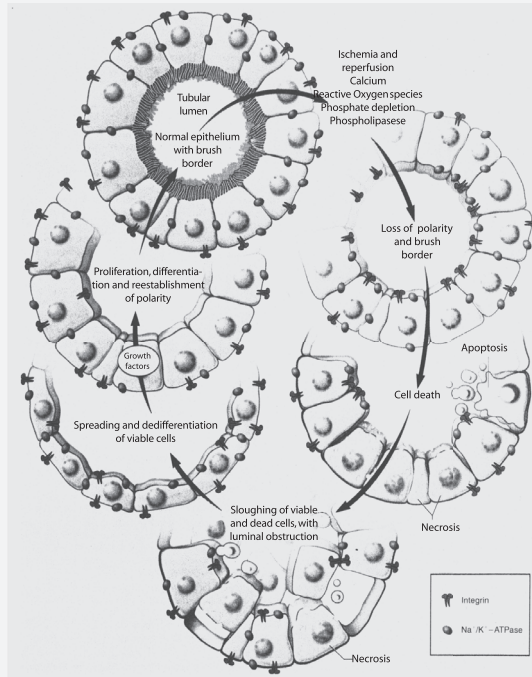 Ischemia and
reperfusion
Calcium
Reactive Oxygen species
Phosphate depletion
Phospholipasese
Tubular
lumen
Normal epithelium
with brush
border
Loss of polarity
and brush
border
Proliferation, differentia-
tion and reestablishment
of polarity
Growth
factors
Apoptosis
Cell death
Spreading and dedifferentiation
of viable cells
Necrosis
Sloughing of viable
and dead cells, with
luminal obstruction
Necrosis
Integrin
Na⁺/K⁺-ATPase